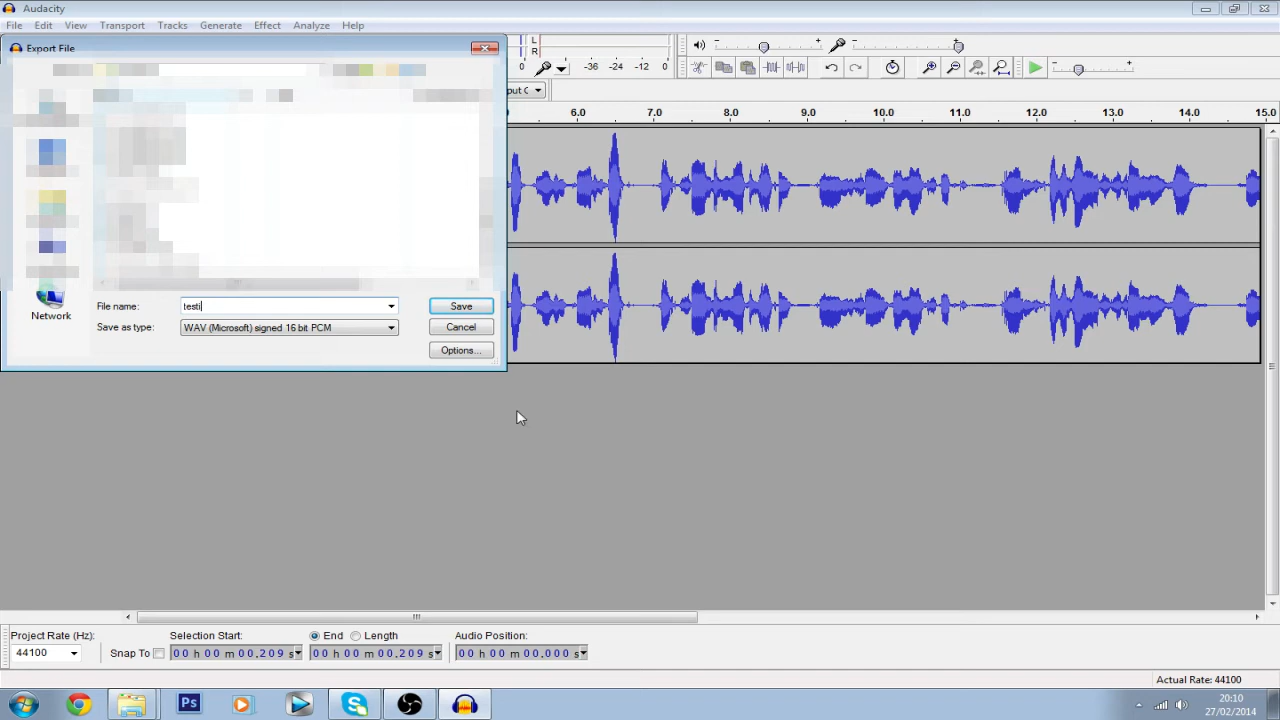 Audacity
File Edit View Transport Tracks Generate Effect Analyze Help
Export File
L
R
-36 -24 -12 0
0
6.0 7.0 8.0 9.0 10.0 11.0 12.0 13.0 14.0 15.0
Network
File name: testi
Save
Save as type: WAV (Microsoft) signed 16 bit PCM
Cancel
Options...
Project Rate (Hz): Selection Start: End Length Audio Position:
44100 Snap To 00 h 00 m 00.209 s 00 h 00 m 00.209 s 00 h 00 m 00.000 s
Actual Rate: 44100
Ps
20:10
27/02/2014